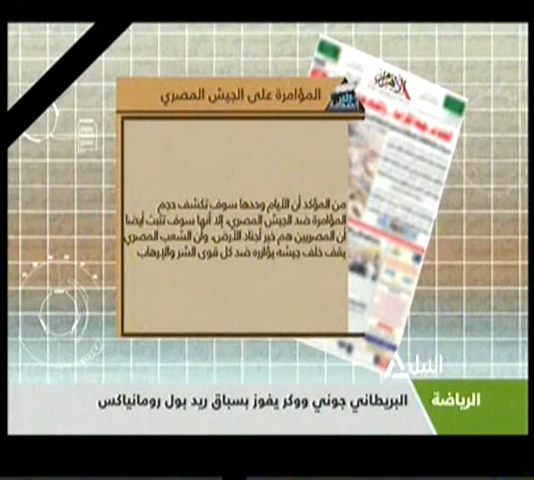 الأهرام
المؤامرة على الجيش المصري
من المؤكد أن الأيام وحدها سوف تكشف حجم
المؤامرة ضد الجيش المصري، إلا أنها سوف تثبت أيضا
أن المصريين هم خير أجناد الأرض، وأن الشعب المصري
يقف خلف جيشه يؤازره ضد كل قوى الشر والإرهاب
النيل
الرياضة
البريطاني جوني ووكر يفوز بسباق ريد بول رومانياكس